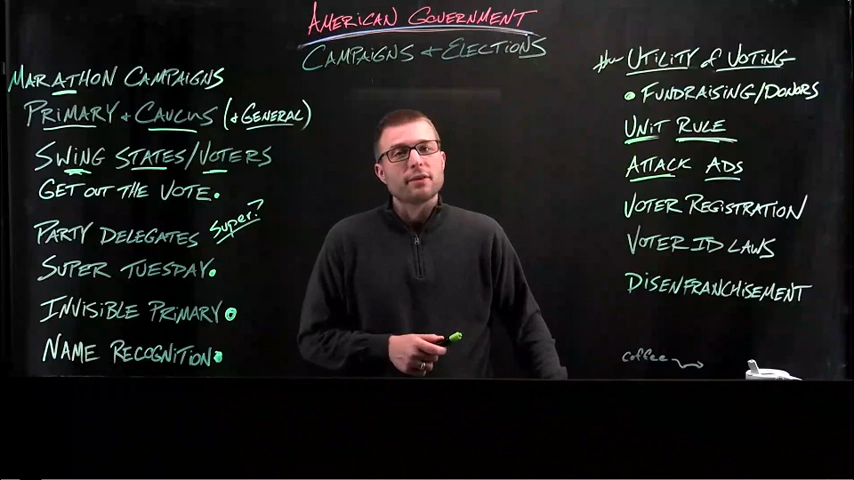 AMERICAN GOVERNMENT
CAMPAIGNS & ELECTIONS
MARATHON CAMPAIGNS
PRIMARY & CAUCUS (& GENERAL)
SWING STATES/VOTERS
GET OUT THE VOTE.
PARTY DELEGATES Super?
SUPER TUESDAY.
INVISIBLE PRIMARY
NAME RECOGNITION
the UTILITY of VOTING
• FUNDRAISING/DONORS
UNIT RULE
ATTACK ADS
VOTER REGISTRATION
VOTER ID LAWS
DISENFRANCHISEMENT
coffee